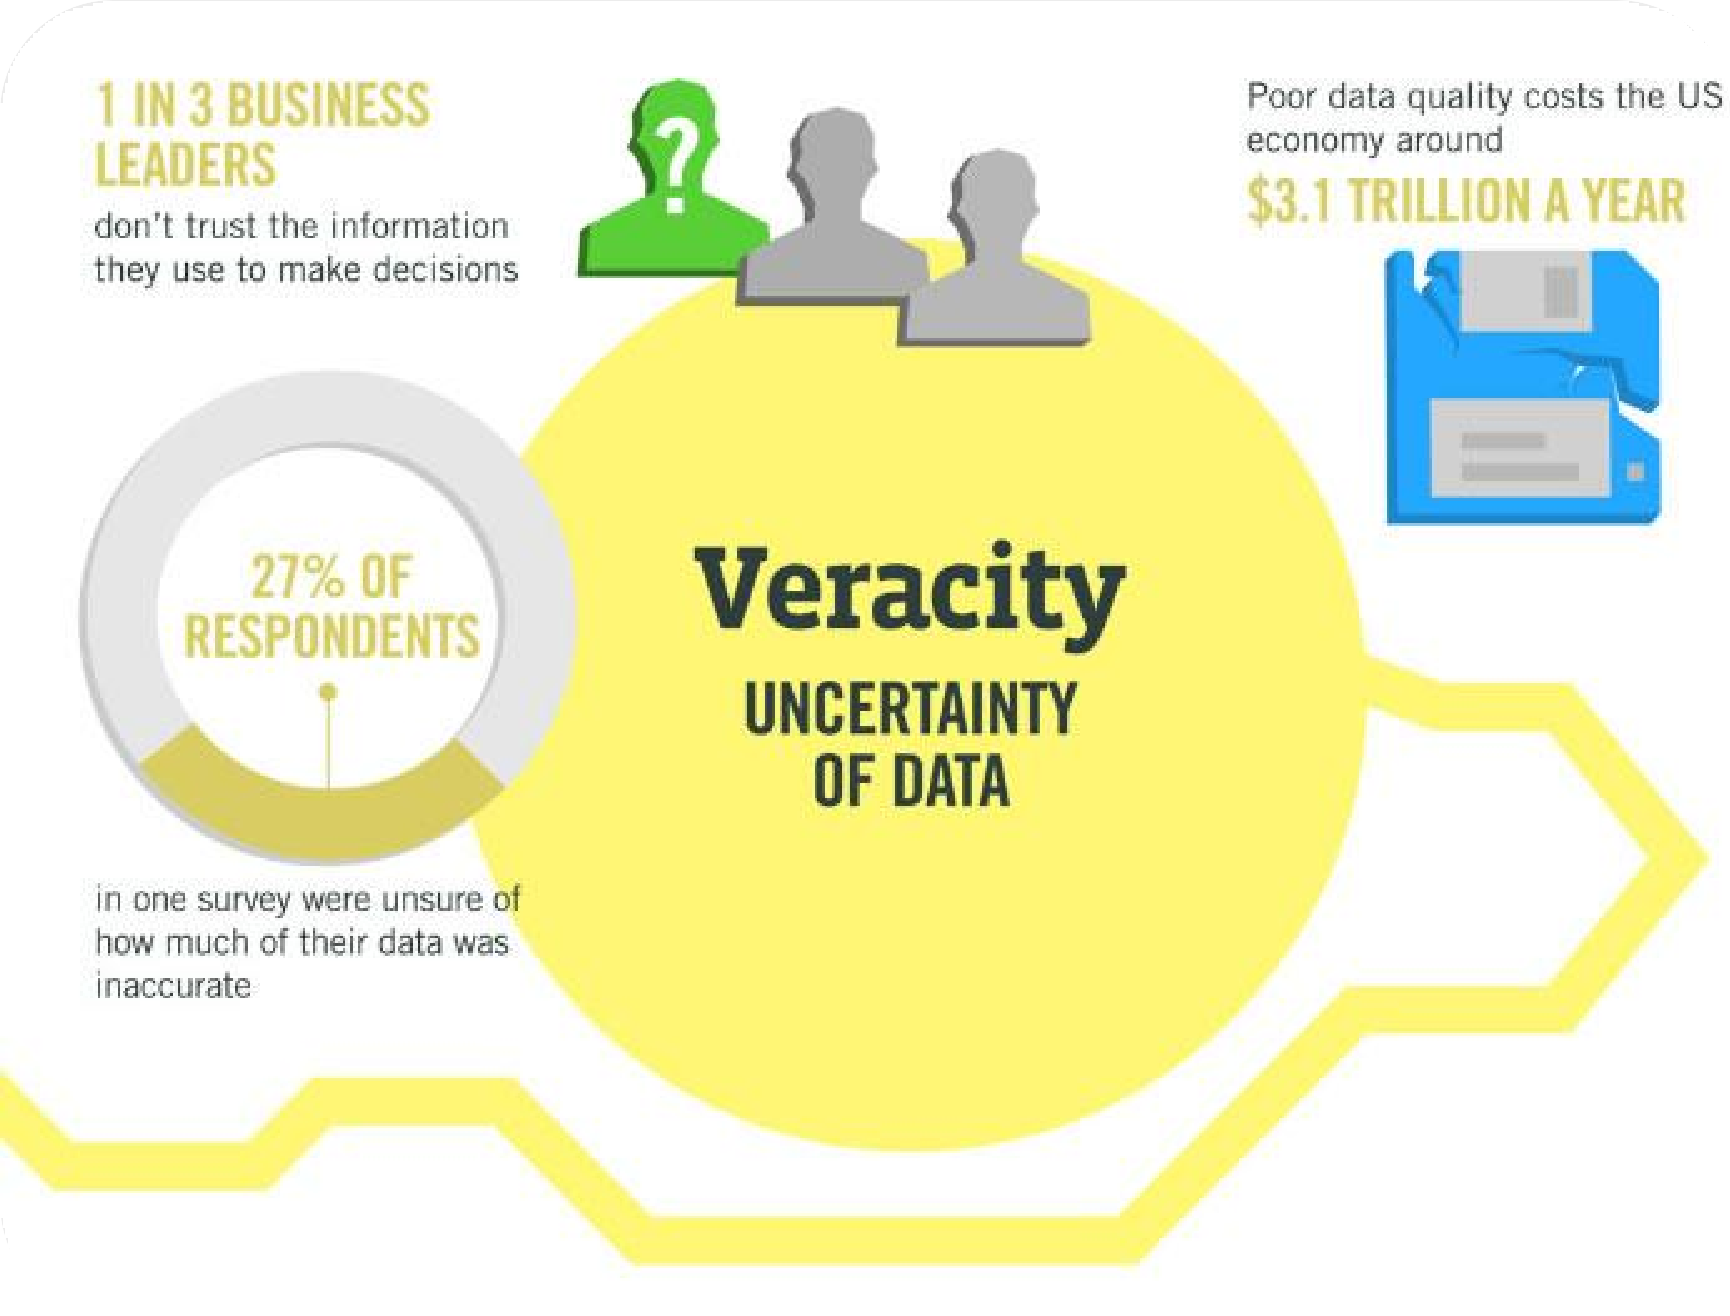 1 IN 3 BUSINESS
LEADERS
don't trust the information
they use to make decisions
?
Poor data quality costs the US
economy around
$3.1 TRILLION A YEAR
27% OF
RESPONDENTS
in one survey were unsure of
how much of their data was
inaccurate
Veracity
UNCERTAINTY
OF DATA